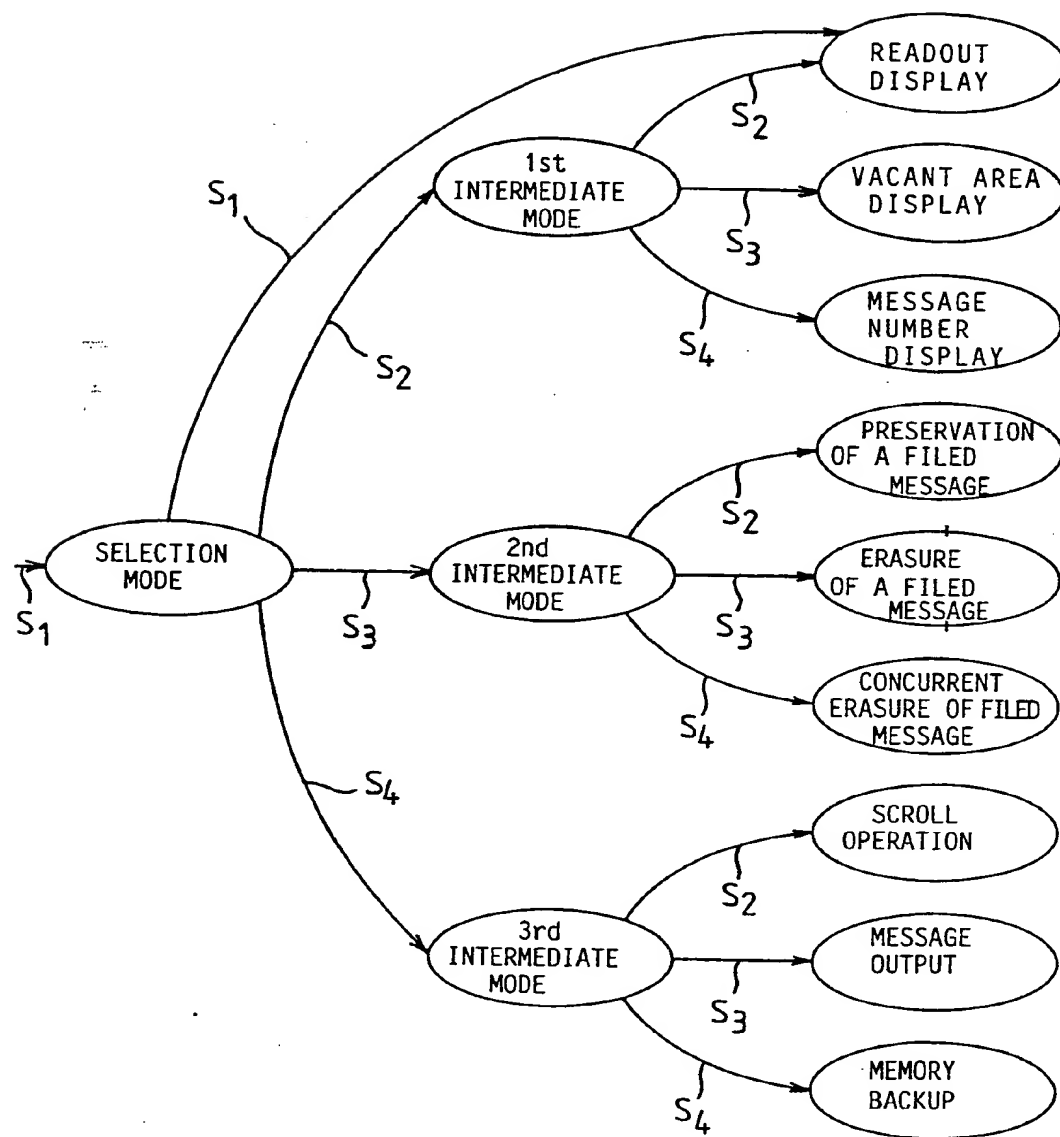 READOUT
DISPLAY
S2
1st
INTERMEDIATE
MODE
VACANT AREA
DISPLAY
S1
S3
MESSAGE
NUMBER
DISPLAY
S4
S2
PRESERVATION
OF A FILED
MESSAGE
S2
SELECTION
MODE
2nd
INTERMEDIATE
MODE
ERASURE
OF A FILED
MESSAGE
S1
S3
S3
CONCURRENT
ERASURE OF FILED
MESSAGE
S4
S4
SCROLL
OPERATION
S2
3rd
INTERMEDIATE
MODE
MESSAGE
OUTPUT
S3
MEMORY
BACKUP
S4